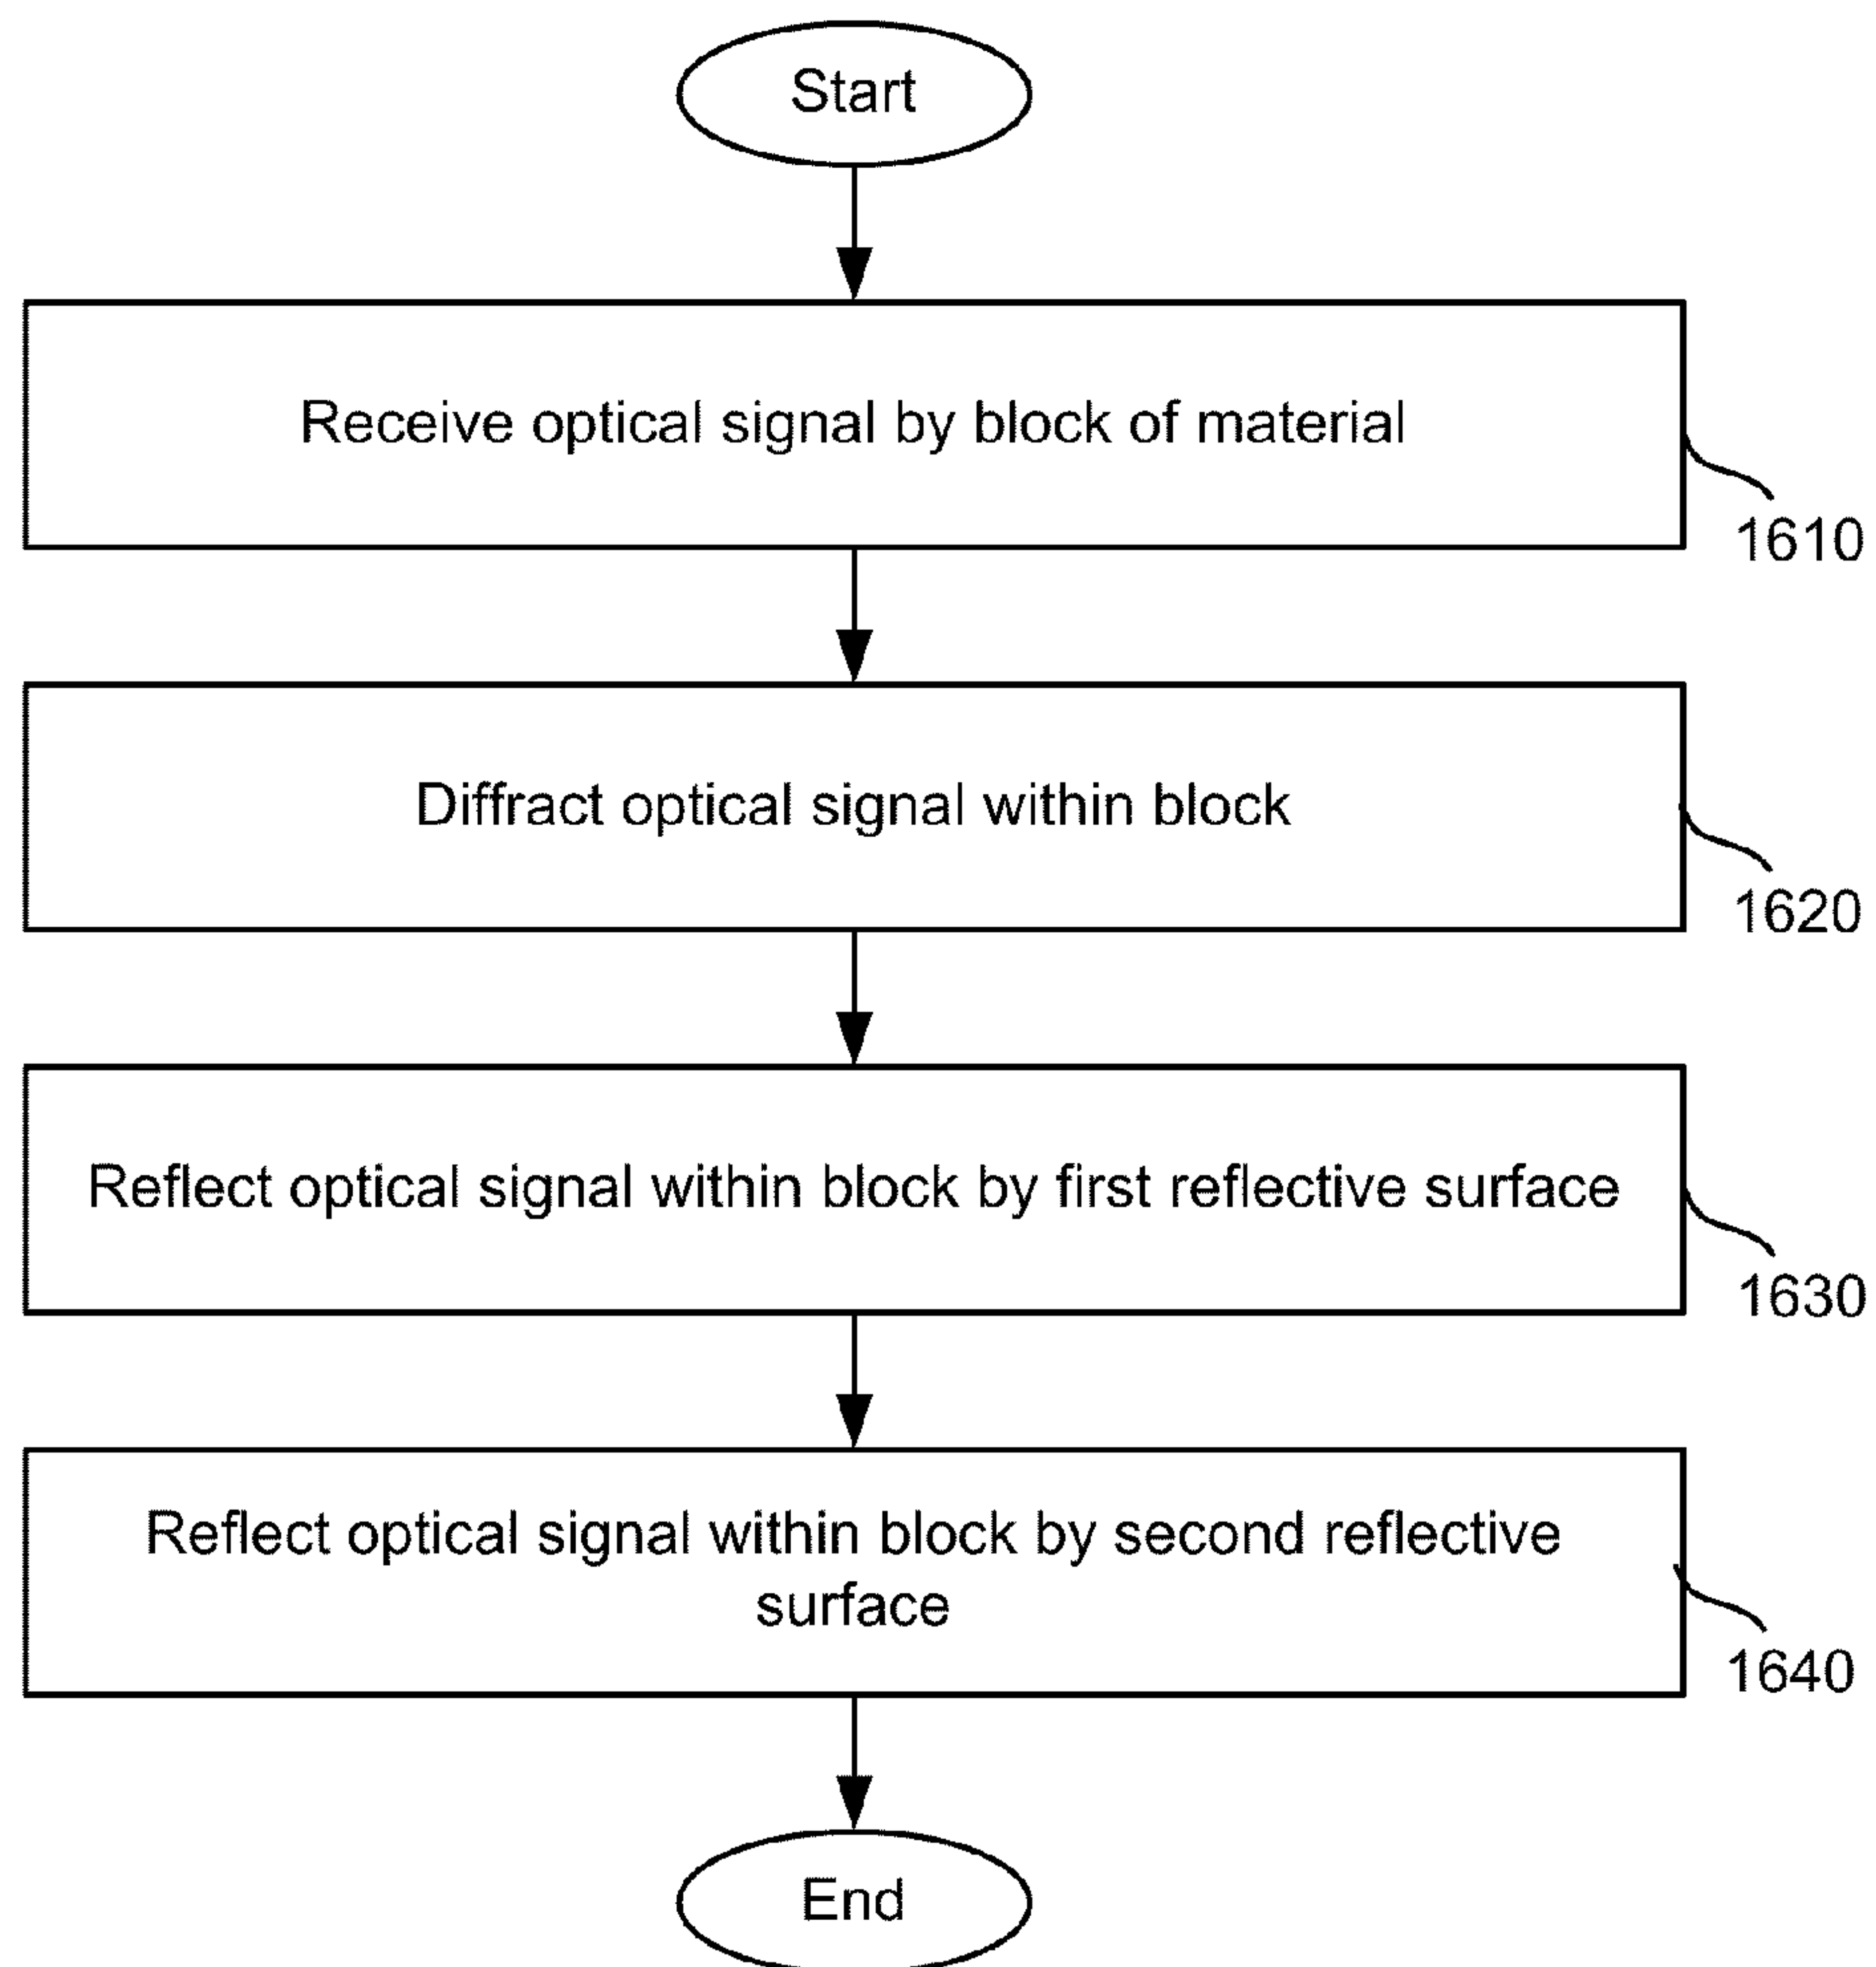 Start
Receive optical signal by block of material
1610
Diffract optical signal within block
1620
Reflect optical signal within block by first reflective surface
1630
Reflect optical signal within block by second reflective
surface
1640
End